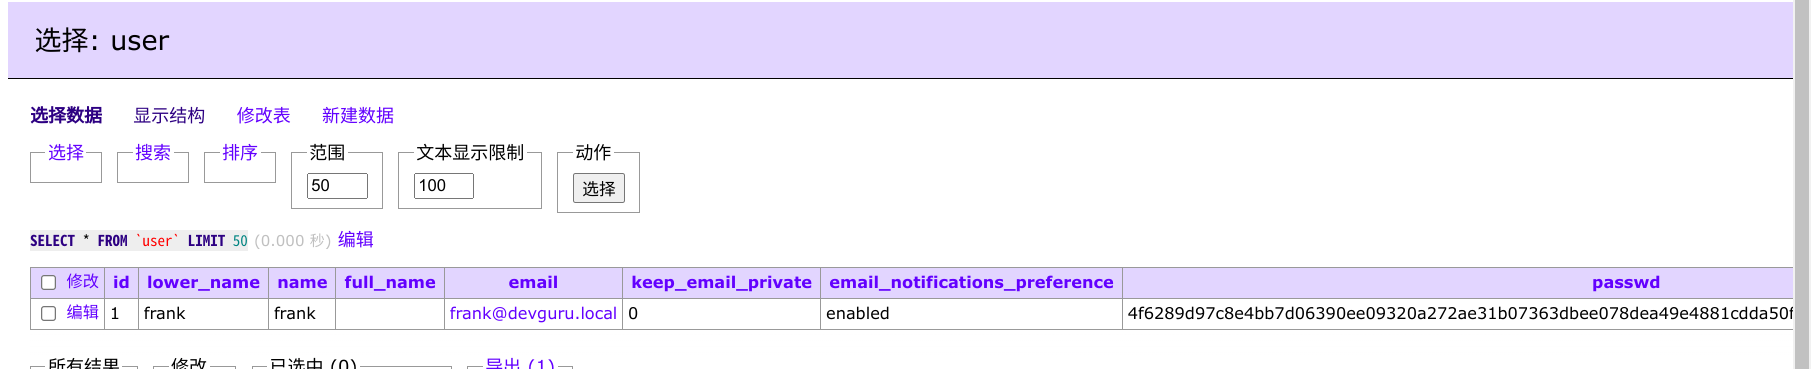 选择: user
选择数据 显示结构 修改表 新建数据
选择 搜索 排序 范围 文本显示限制 动作
50 100 选择
SELECT * FROM `user` LIMIT 50 (0.000 秒) 编辑
修改 id lower_name name full_name email keep_email_private email_notifications_preference passwd
编辑 1 frank frank frank@devguru.local 0 enabled 4f6289d97c8e4bb7d06390ee09320a272ae31b07363dbee078dea49e4881cdda50f
所有结果 修改 已选中 (0) 导出 (1)